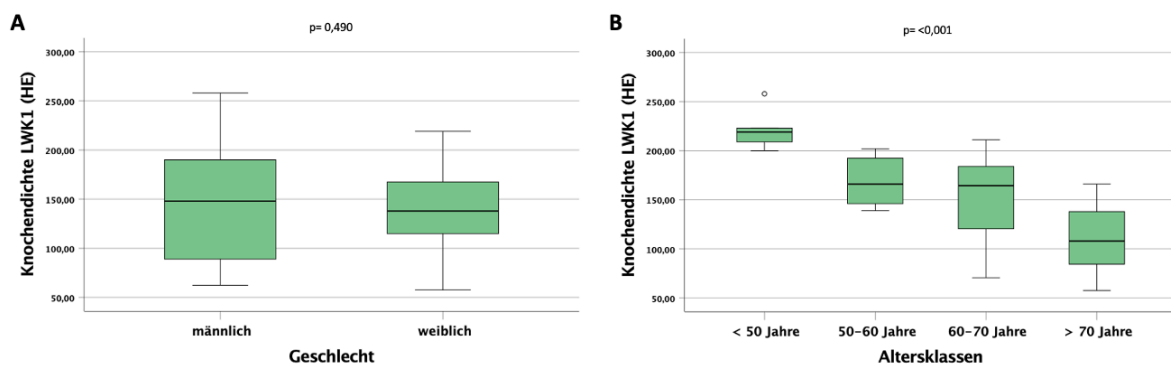 A
p= 0,490
Knochendichte LWK1 (HE)
300,00
250,00
200,00
150,00
100,00
50,00
männlich
weiblich
Geschlecht
B
p= <0,001
Knochendichte LWK1 (HE)
300,00
250,00
200,00
150,00
100,00
50,00
< 50 Jahre
50-60 Jahre
60-70 Jahre
> 70 Jahre
Altersklassen